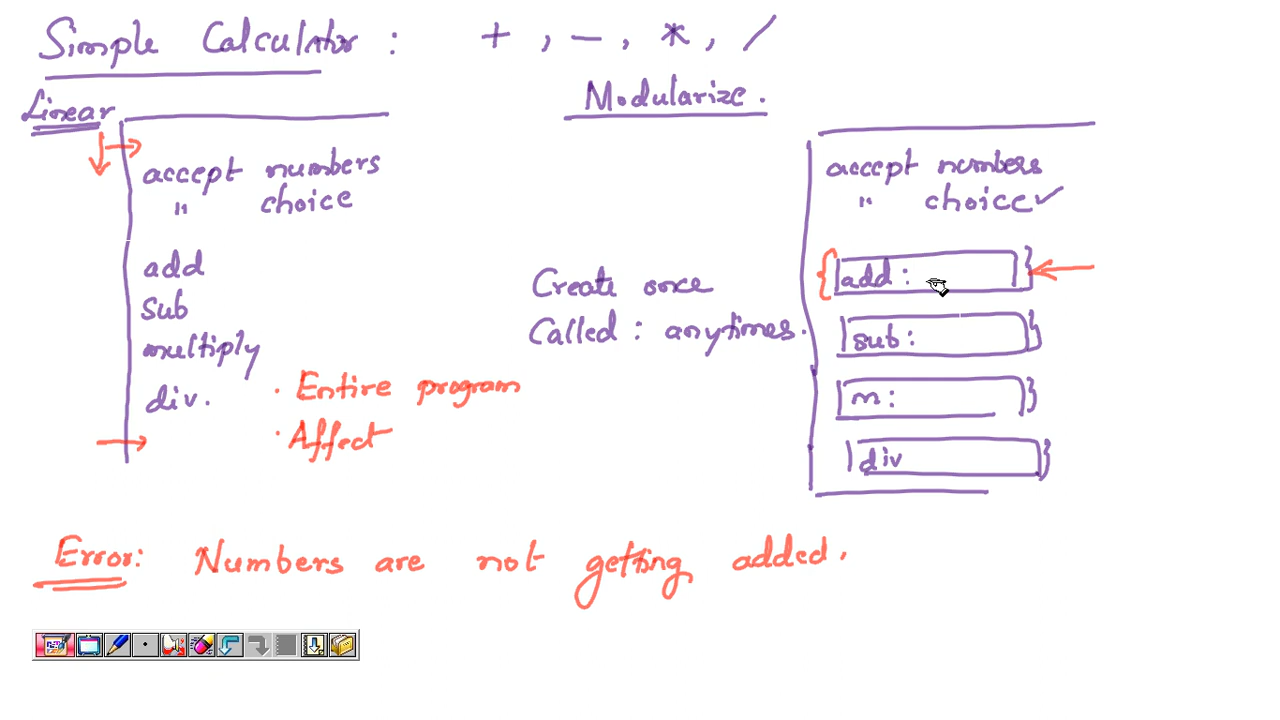 Simple Calculator : + , - , * , /
Linear
Modularize.
accept numbers
" choice
add
sub
multiply
div.
· Entire program
· Affect
Create once
Called : anytimes.
accept numbers
" choice ✓
add :
sub :
m :
div
Error: Numbers are not getting added.